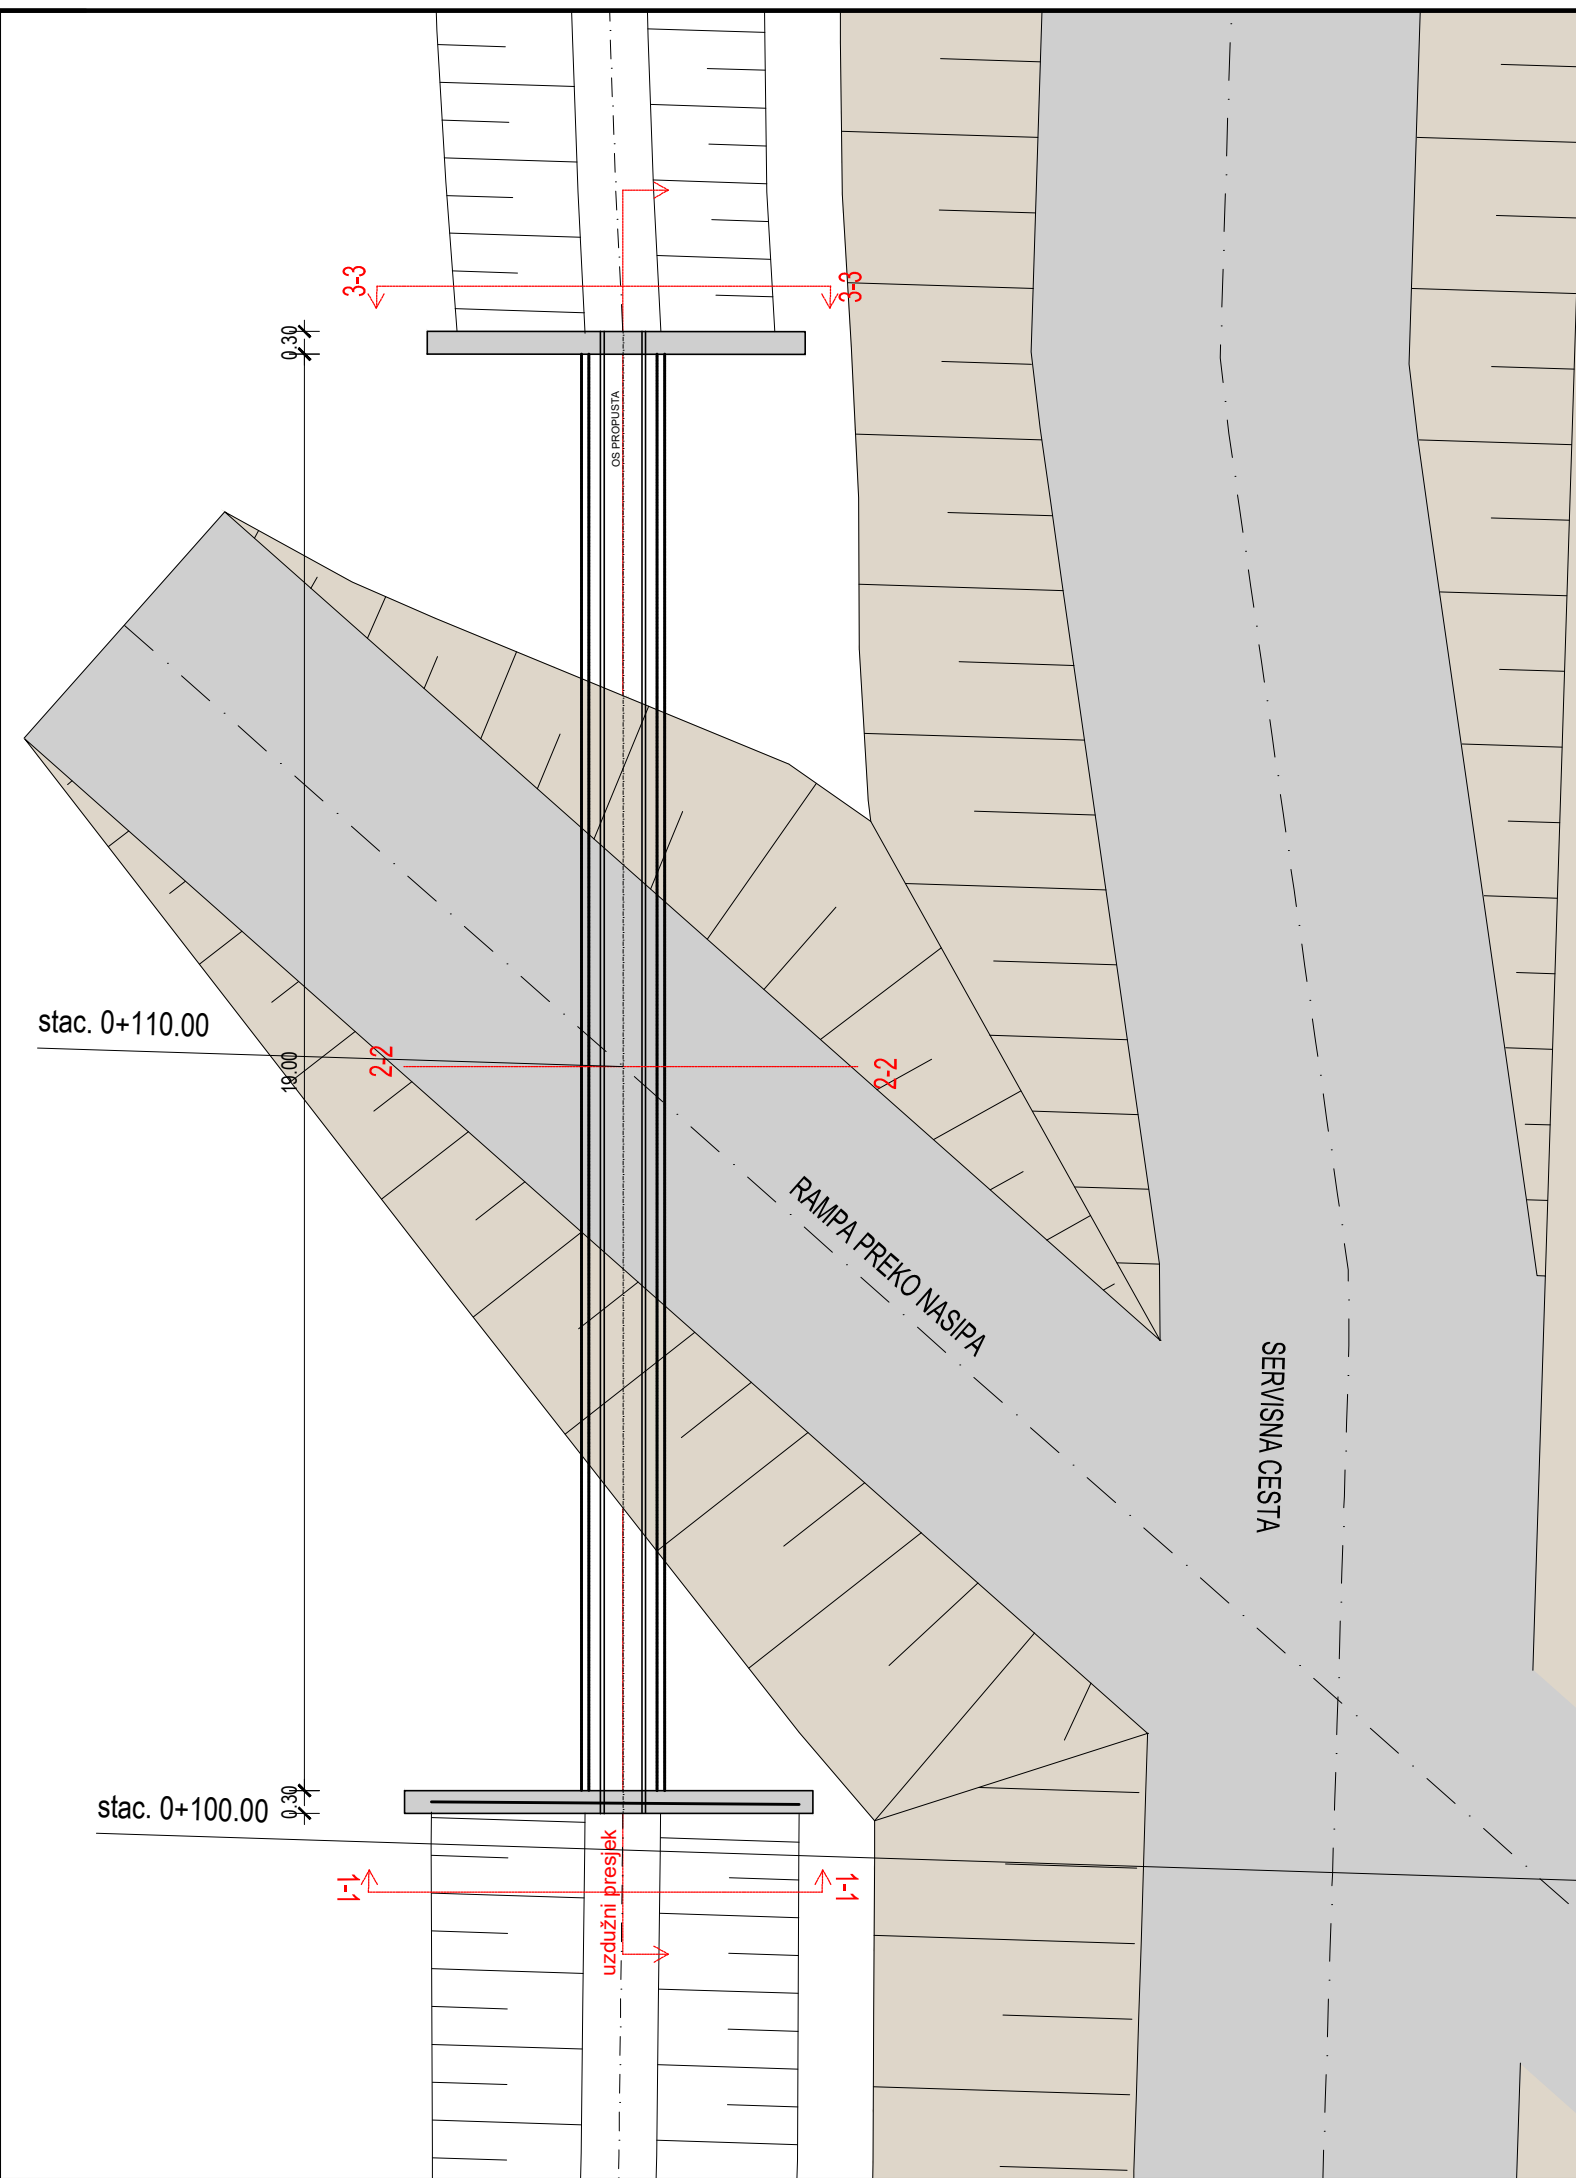 3-3
3-3
0.30
OS PROPUSTA
stac. 0+110.00
19.00
2-2
2-2
RAMPA PREKO NASIPA
SERVISNA CESTA
0.30
stac. 0+100.00
uzdužni presjek
1-1
1-1